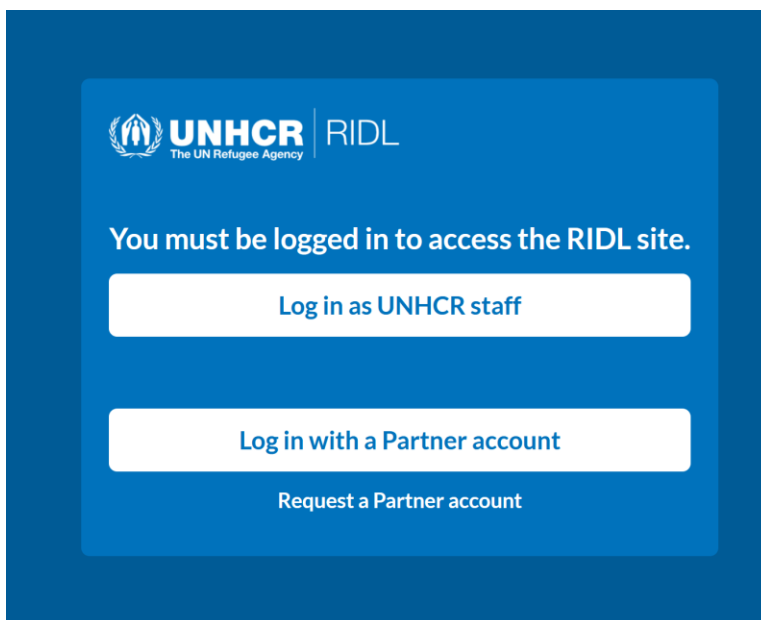 UNHCR
The UN Refugee Agency
RIDL
You must be logged in to access the RIDL site.
Log in as UNHCR staff
Log in with a Partner account
Request a Partner account